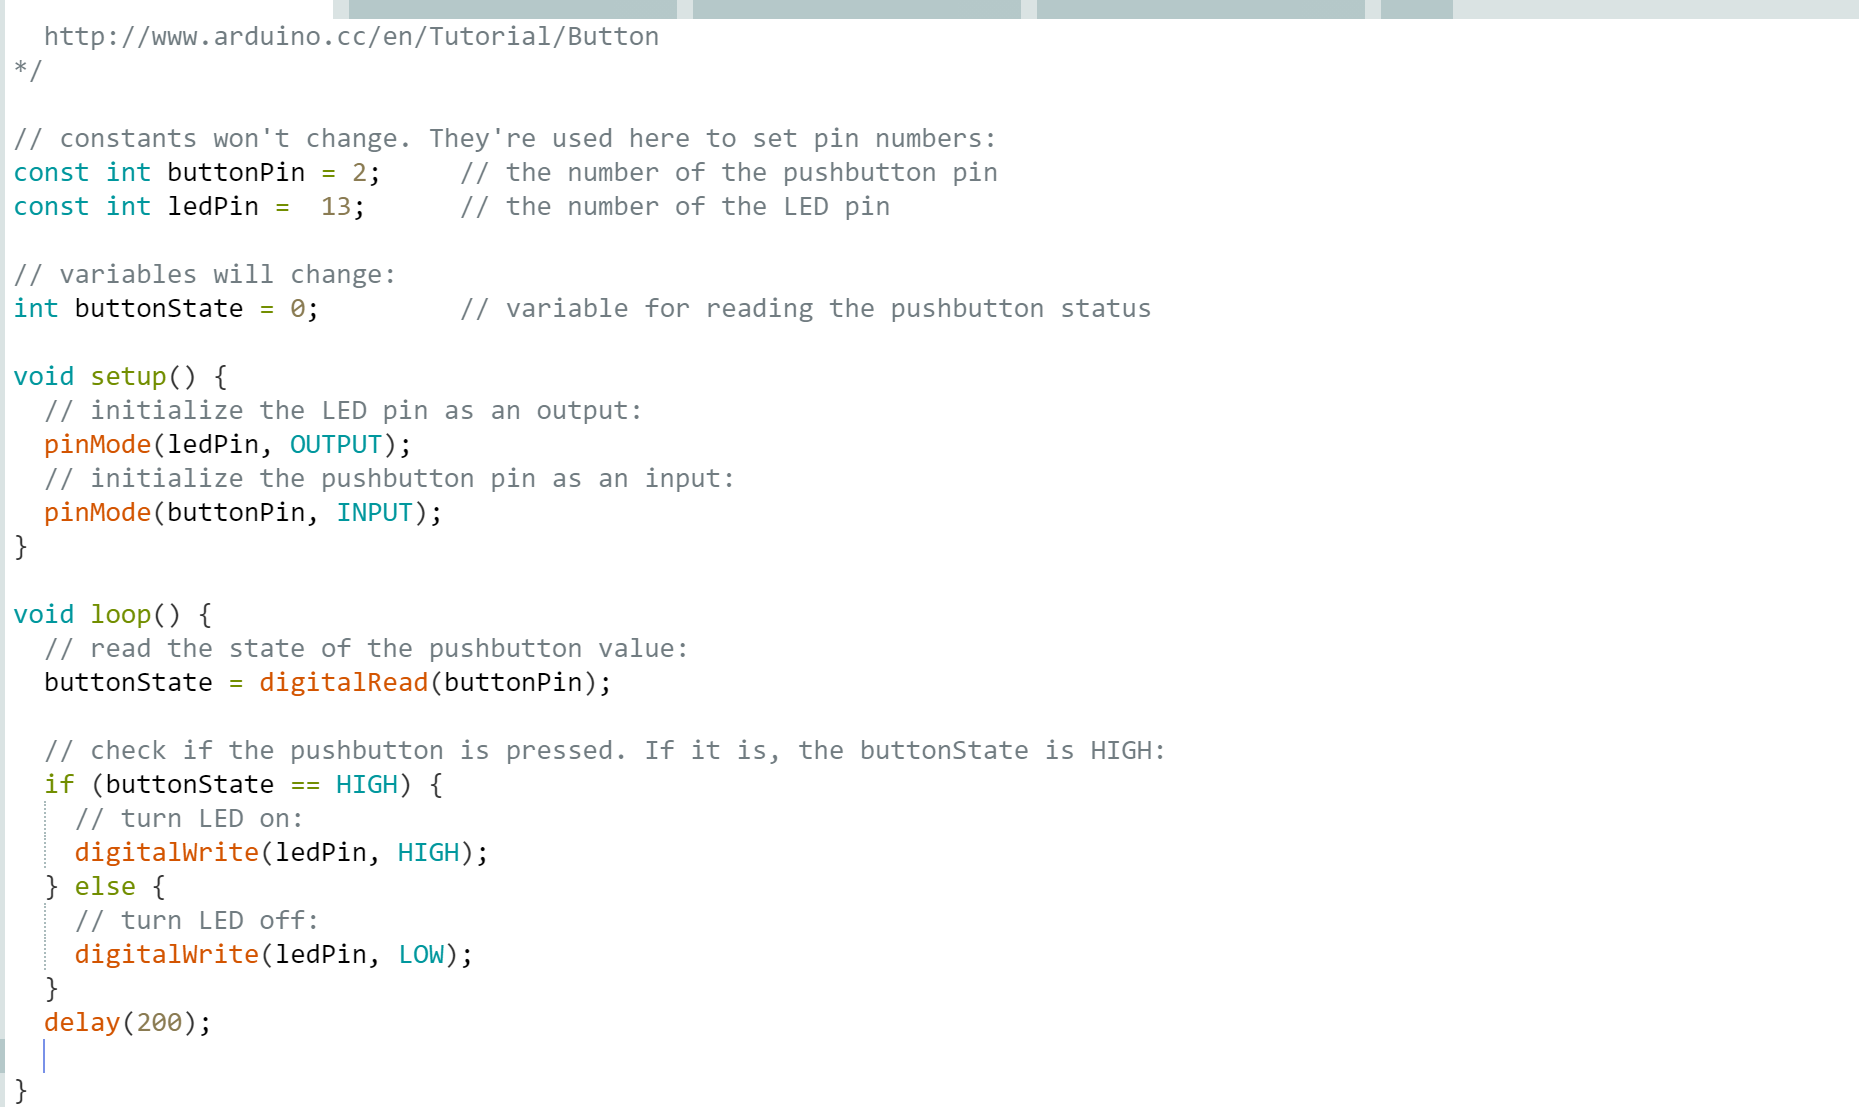 http://www.arduino.cc/en/Tutorial/Button
*/

// constants won't change. They're used here to set pin numbers:
const int buttonPin = 2;     // the number of the pushbutton pin
const int ledPin =  13;      // the number of the LED pin

// variables will change:
int buttonState = 0;         // variable for reading the pushbutton status

void setup() {
  // initialize the LED pin as an output:
  pinMode(ledPin, OUTPUT);
  // initialize the pushbutton pin as an input:
  pinMode(buttonPin, INPUT);
}

void loop() {
  // read the state of the pushbutton value:
  buttonState = digitalRead(buttonPin);

  // check if the pushbutton is pressed. If it is, the buttonState is HIGH:
  if (buttonState == HIGH) {
    // turn LED on:
    digitalWrite(ledPin, HIGH);
  } else {
    // turn LED off:
    digitalWrite(ledPin, LOW);
  }
  delay(200);

}